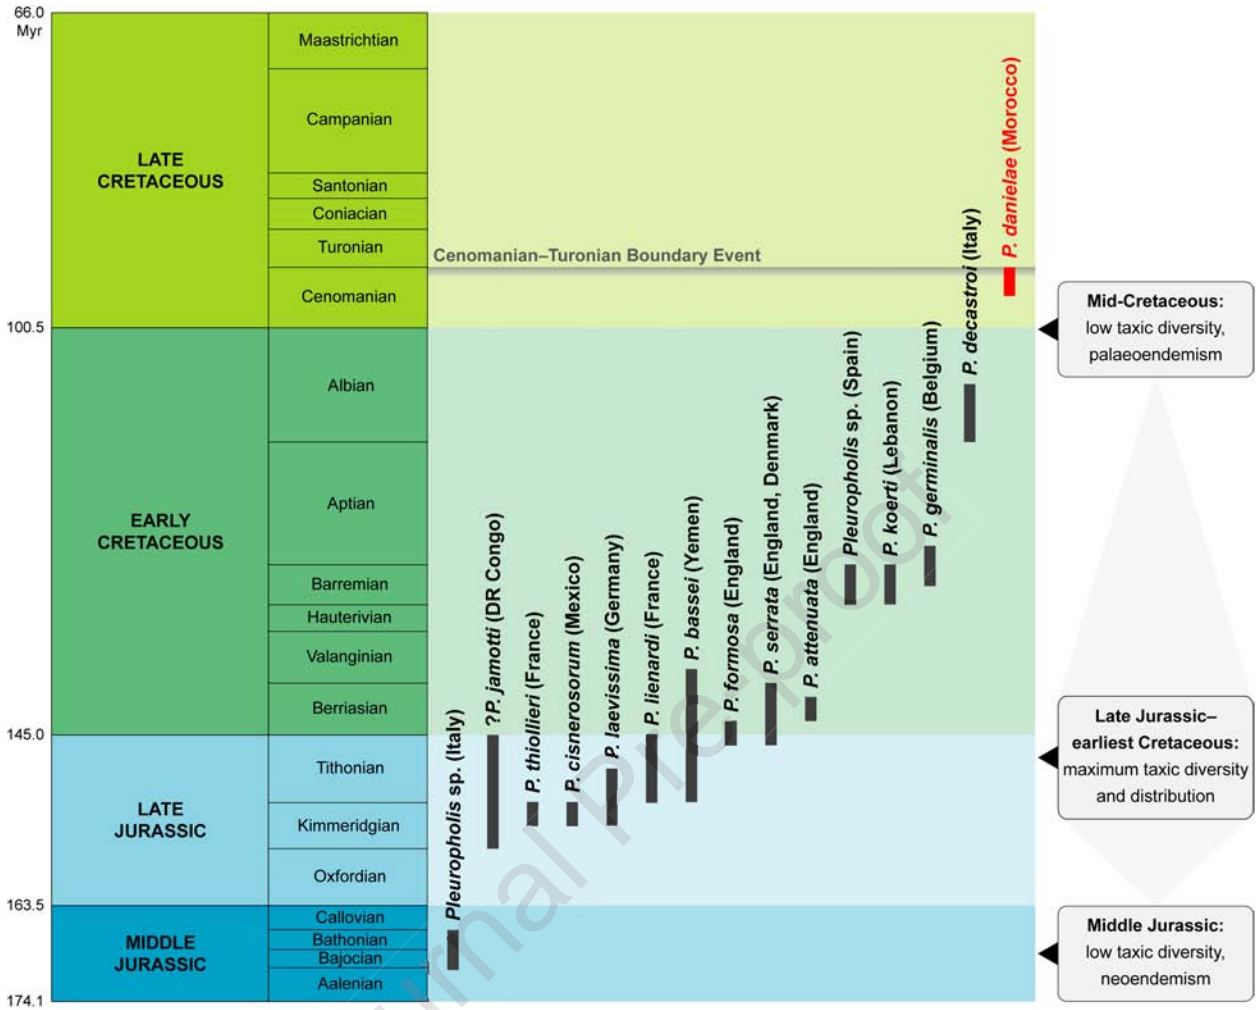 66.0
Myr
LATE
CRETACEOUS
Maastrichtian
Campanian
Santonian
Coniacian
Turonian
Cenomanian
Cenomanian–Turonian Boundary Event
100.5
EARLY
CRETACEOUS
Albian
Aptian
Barremian
Hauterivian
Valanginian
Berriasian
145.0
LATE
JURASSIC
Tithonian
Kimmeridgian
Oxfordian
163.5
MIDDLE
JURASSIC
Callovian
Bathonian
Bajocian
Aalenian
174.1
Pleuropholis sp. (Italy)
?P. jamotti (DR Congo)
P. thiollieri (France)
P. cisnerosorum (Mexico)
P. laevissima (Germany)
P. lienardi (France)
P. bassei (Yemen)
P. formosa (England)
P. serrata (England, Denmark)
P. attenuata (England)
Pleuropholis sp. (Spain)
P. koerti (Lebanon)
P. germinalis (Belgium)
P. decastroi (Italy)
P. danielae (Morocco)
Mid-Cretaceous:
low taxic diversity,
palaeoendemism
Late Jurassic–
earliest Cretaceous:
maximum taxic diversity
and distribution
Middle Jurassic:
low taxic diversity,
neoendemism
urnal Pre-proof